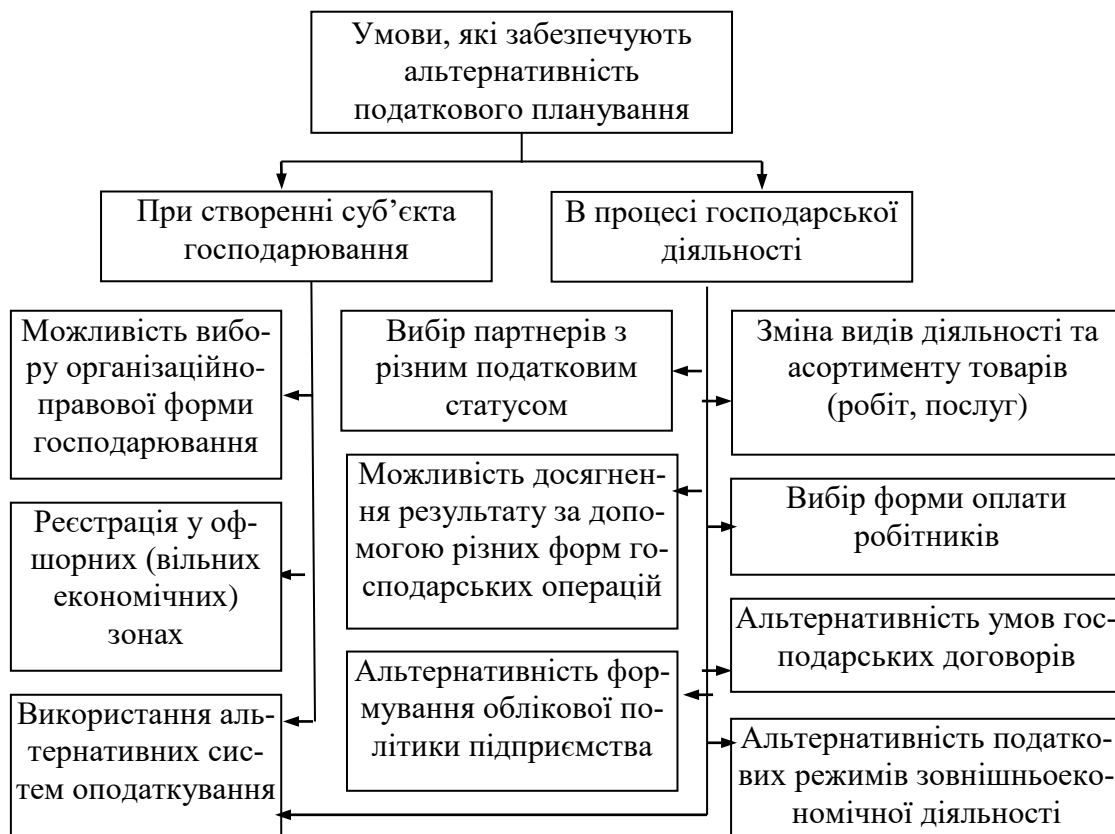 Умови, які забезпечують
альтернативність
податкового планування
При створенні суб’єкта
господарювання
В процесі господарської
діяльності
Можливість вибо-
ру організаційно-
правової форми
господарювання
Реєстрація у оф-
шорних (вільних
економічних)
зонах
Використання аль-
тернативних сис-
тем оподаткування
Вибір партнерів з
різним податковим
статусом
Можливість досягнен-
ня результату за допо-
могою різних форм го-
сподарських операцій
Альтернативність фор-
мування облікової по-
літики підприємства
Зміна видів діяльності та
асортименту товарів
(робіт, послуг)
Вибір форми оплати
робітників
Альтернативність умов гос-
подарських договорів
Альтернативність податко-
вих режимів зовнішньоеко-
номічної діяльності